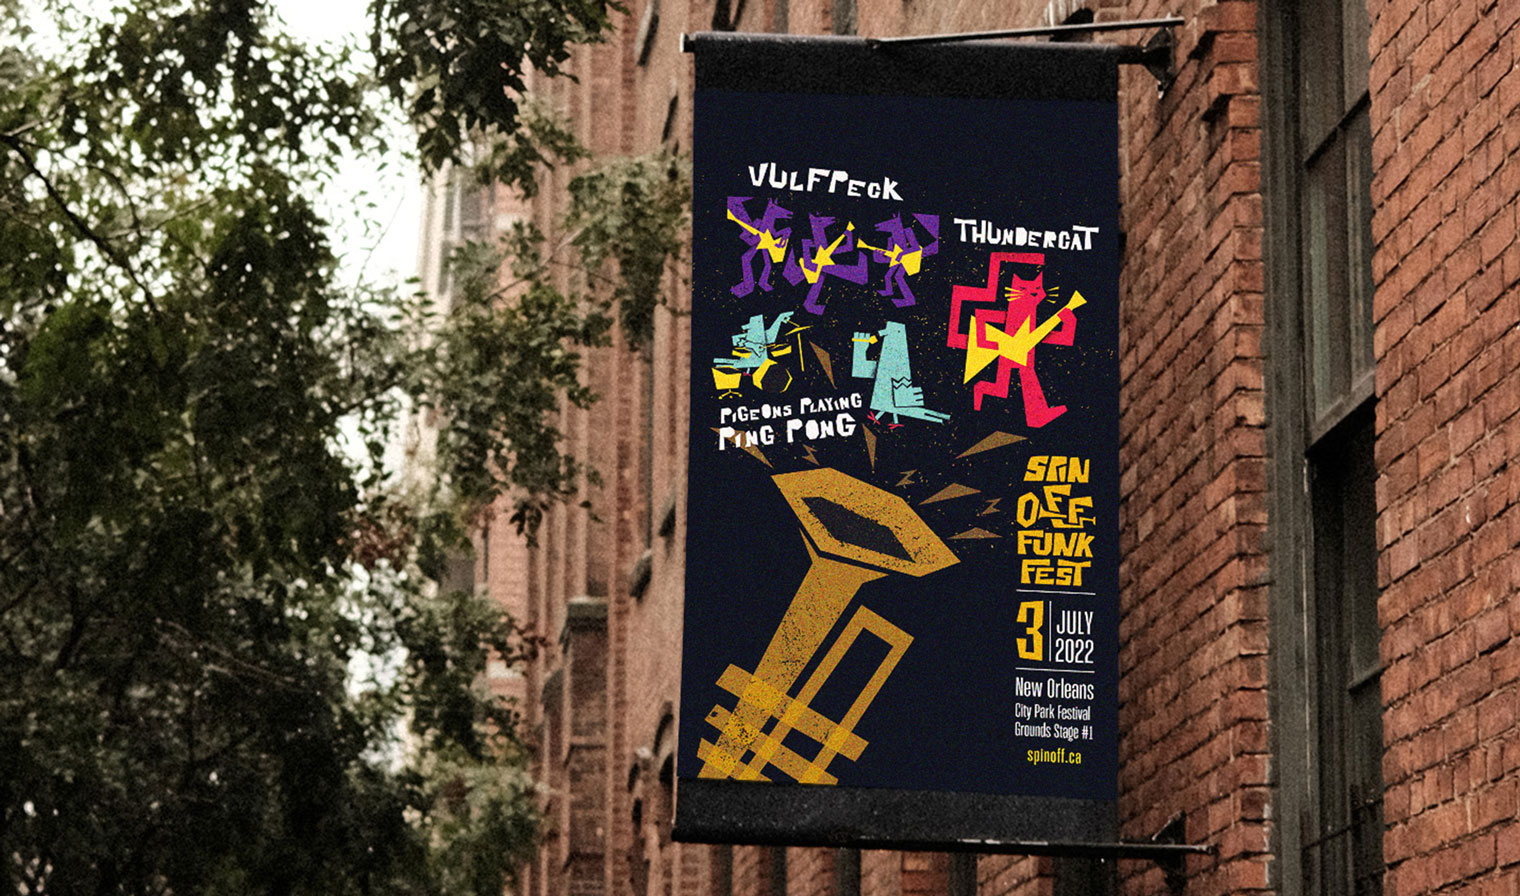 VULFPECK
THUNDERCAT
PIGEONS PLAYING
PING PONG
SPIN
OFF
FUNK
FEST
3
JULY
2022
New Orleans
City Park Festival
Grounds Stage #1
spinoff.ca